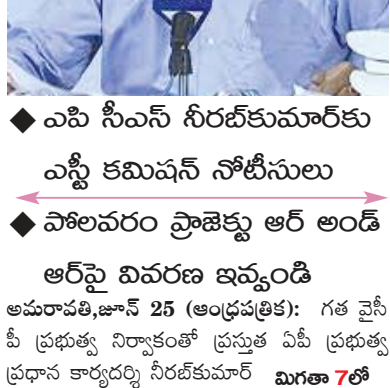 ◆ ఎపి సీఎస్ నీరబ్‌కుమార్‌కు
ఎస్టీ కమిషన్ నోటీసులు
◆ పోలవరం ప్రాజెక్టు ఆర్ అండ్
ఆర్‌పై వివరణ ఇవ్వండి
అమరావతి,జూన్ 25 (ఆంధ్రపత్రిక): గత వైసీ
పీ ప్రభుత్వ నిర్వాకంతో ప్రస్తుత ఏపీ ప్రభుత్వ
ప్రధాన కార్యదర్శి నీరబ్‌కుమార్ మిగతా 7లో